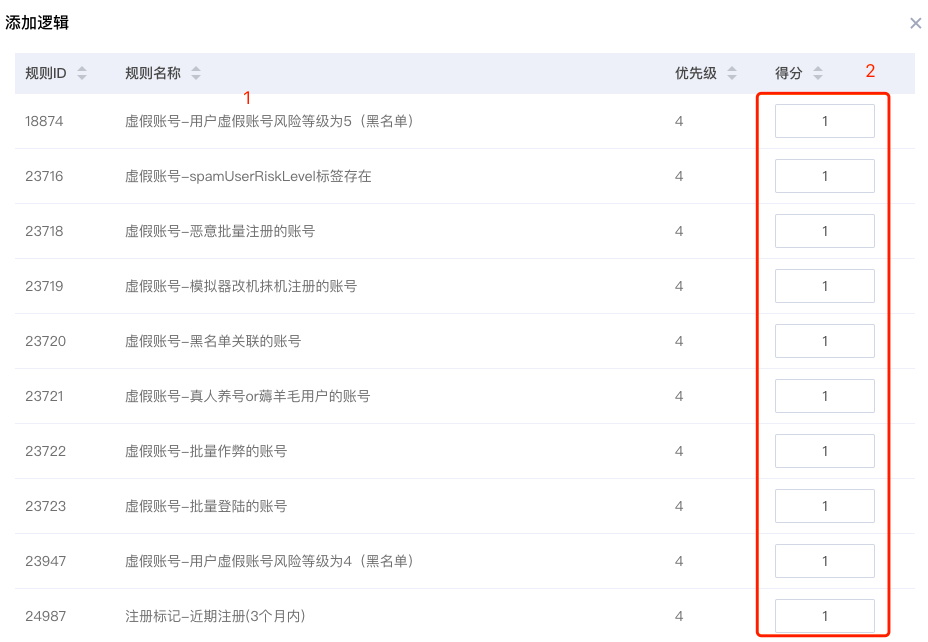 添加逻辑
规则ID 规则名称 优先级 得分 2
1
18874 虚假账号-用户虚假账号风险等级为5（黑名单） 4 1
23716 虚假账号-spamUserRiskLevel标签存在 4 1
23718 虚假账号-恶意批量注册的账号 4 1
23719 虚假账号-模拟器改机抹机注册的账号 4 1
23720 虚假账号-黑名单关联的账号 4 1
23721 虚假账号-真人养号or薅羊毛用户的账号 4 1
23722 虚假账号-批量作弊的账号 4 1
23723 虚假账号-批量登陆的账号 4 1
23947 虚假账号-用户虚假账号风险等级为4（黑名单） 4 1
24987 注册标记-近期注册(3个月内) 4 1